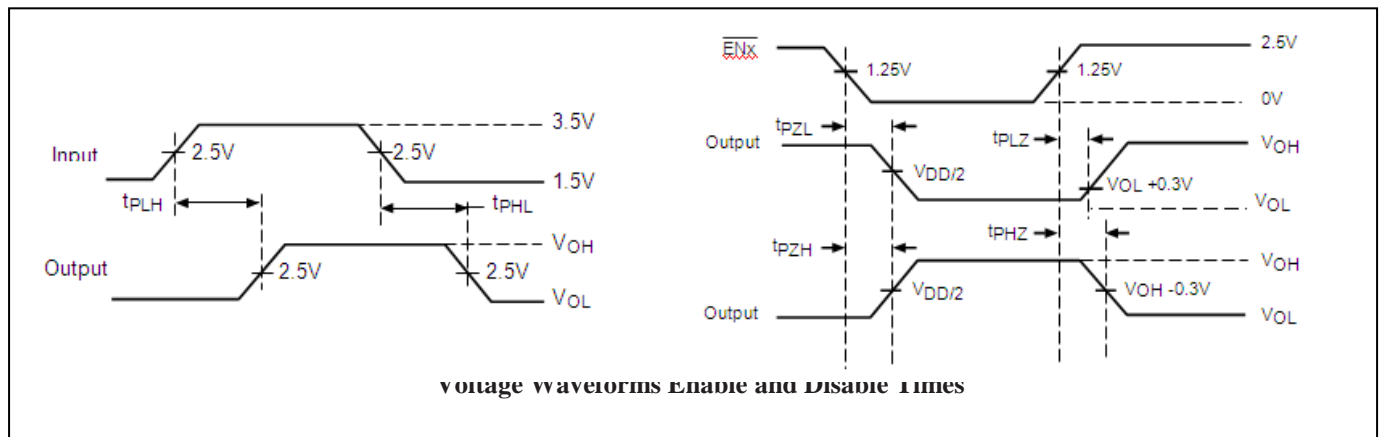 Input
2.5V
2.5V
3.5V
1.5V
tPLH
tPHL
Output
2.5V
2.5V
VOH
VOL
ENx
1.25V
1.25V
2.5V
0V
Output
tPZL
VDD/2
tPLZ
VOL +0.3V
VOH
VOL
tPZH
Output
VDD/2
tPHZ
VOH -0.3V
VOH
VOL
Voltage Waveforms Enable and Disable Times